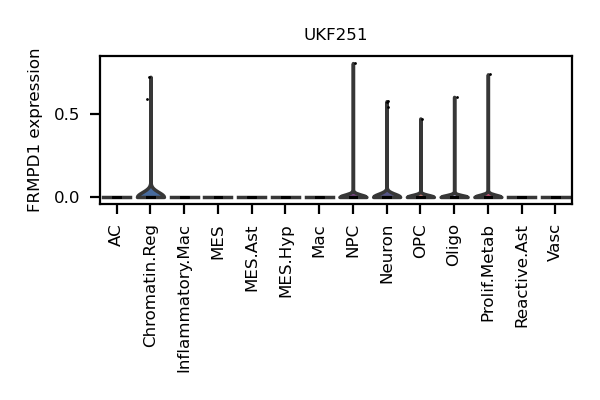 UKF251
FRMPD1 expression
0.5
0.0
AC
Chromatin.Reg
Inflammatory.Mac
MES
MES.Ast
MES.Hyp
Mac
NPC
Neuron
OPC
Oligo
Prolif.Metab
Reactive.Ast
Vasc